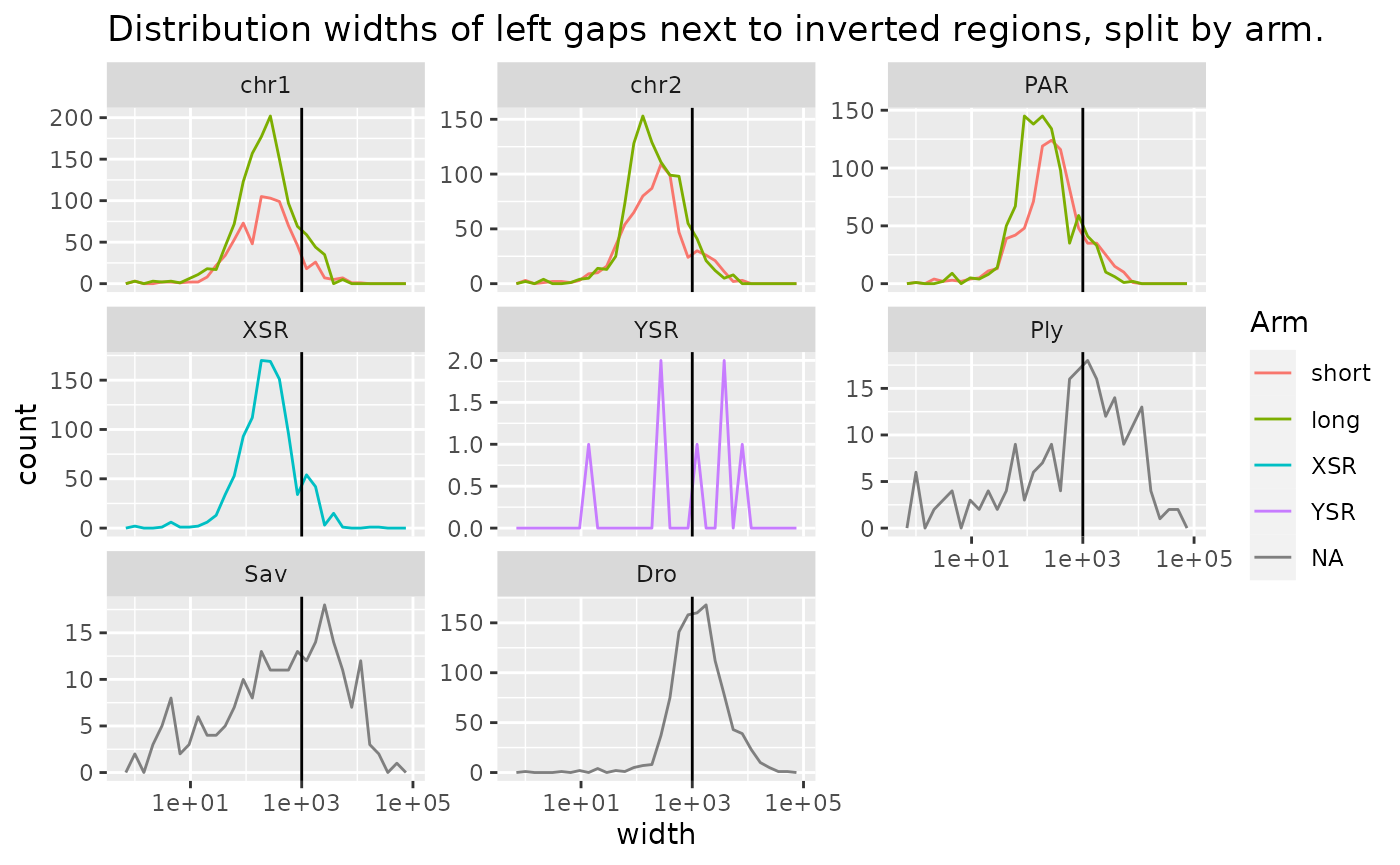 Distribution widths of left gaps next to inverted regions, split by arm.
chr1
chr2
PAR
200
150
100
50
0
150
100
50
0
150
100
50
0
XSR
YSR
Ply
150
100
50
0
2.0
1.5
1.0
0.5
0.0
15
10
5
0
1e+01
1e+03
1e+05
Sav
Dro
15
10
5
0
150
100
50
0
1e+01
1e+03
1e+05
1e+01
1e+03
1e+05
width
count
Arm
short
long
XSR
YSR
NA